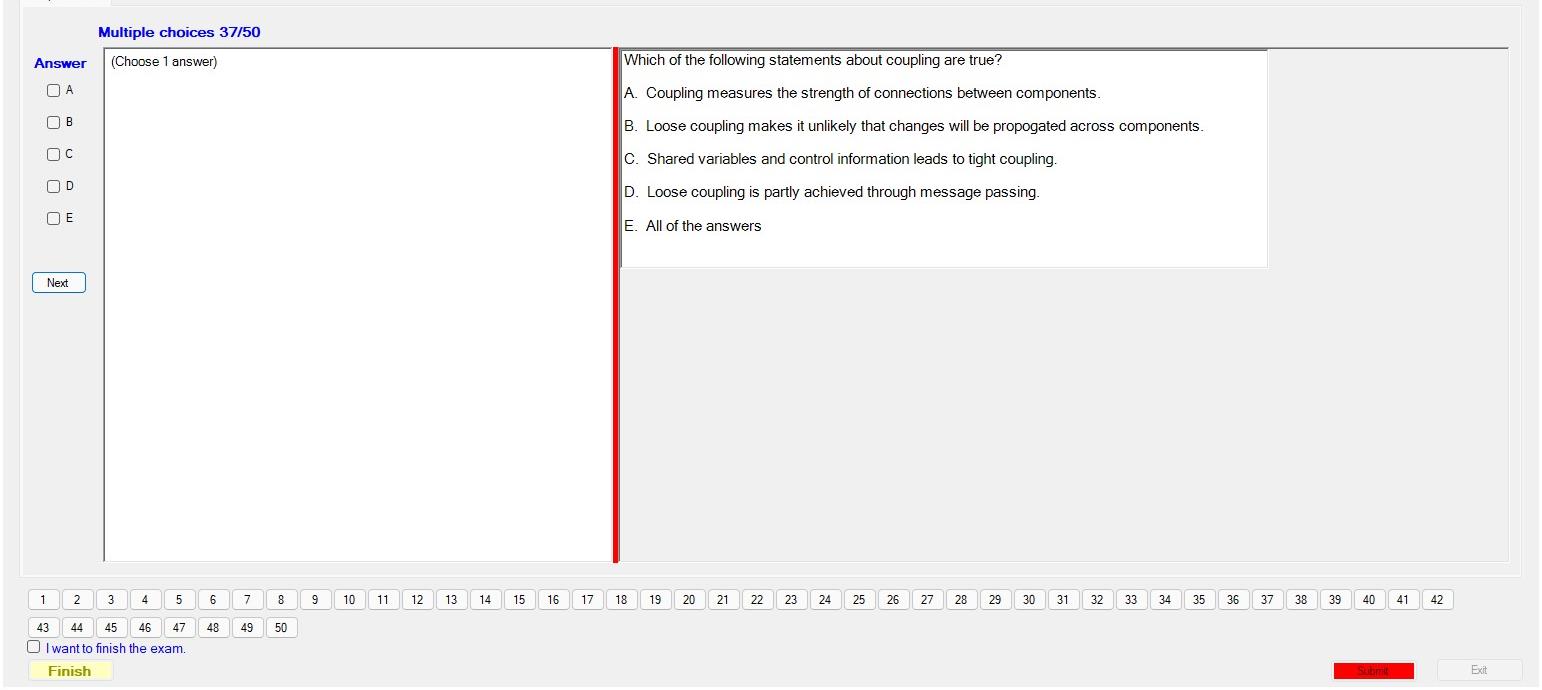 Multiple choices 37/50
Answer
(Choose 1 answer)
A
B
C
D
E
Next
Which of the following statements about coupling are true?
A. Coupling measures the strength of connections between components.
B. Loose coupling makes it unlikely that changes will be propogated across components.
C. Shared variables and control information leads to tight coupling.
D. Loose coupling is partly achieved through message passing.
E. All of the answers
1 2 3 4 5 6 7 8 9 10 11 12 13 14 15 16 17 18 19 20 21 22 23 24 25 26 27 28 29 30 31 32 33 34 35 36 37 38 39 40 41 42
43 44 45 46 47 48 49 50
I want to finish the exam.
Finish
Submit
Exit